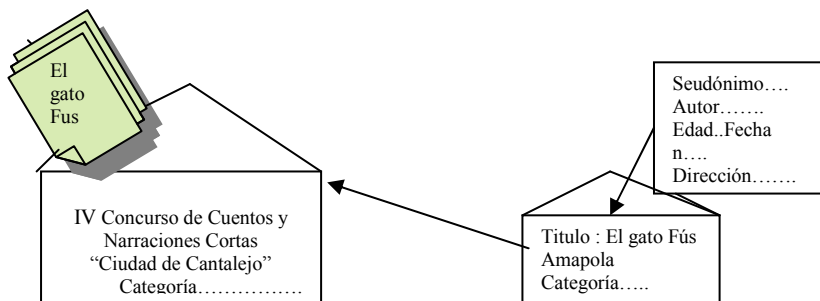 El
gato
Fus
Seudónimo….
Autor…….
Edad..Fecha
n….
Dirección…….
IV Concurso de Cuentos y
Narraciones Cortas
“Ciudad de Cantalejo”
Categoría……………
Titulo : El gato Fús
Amapola
Categoría…..